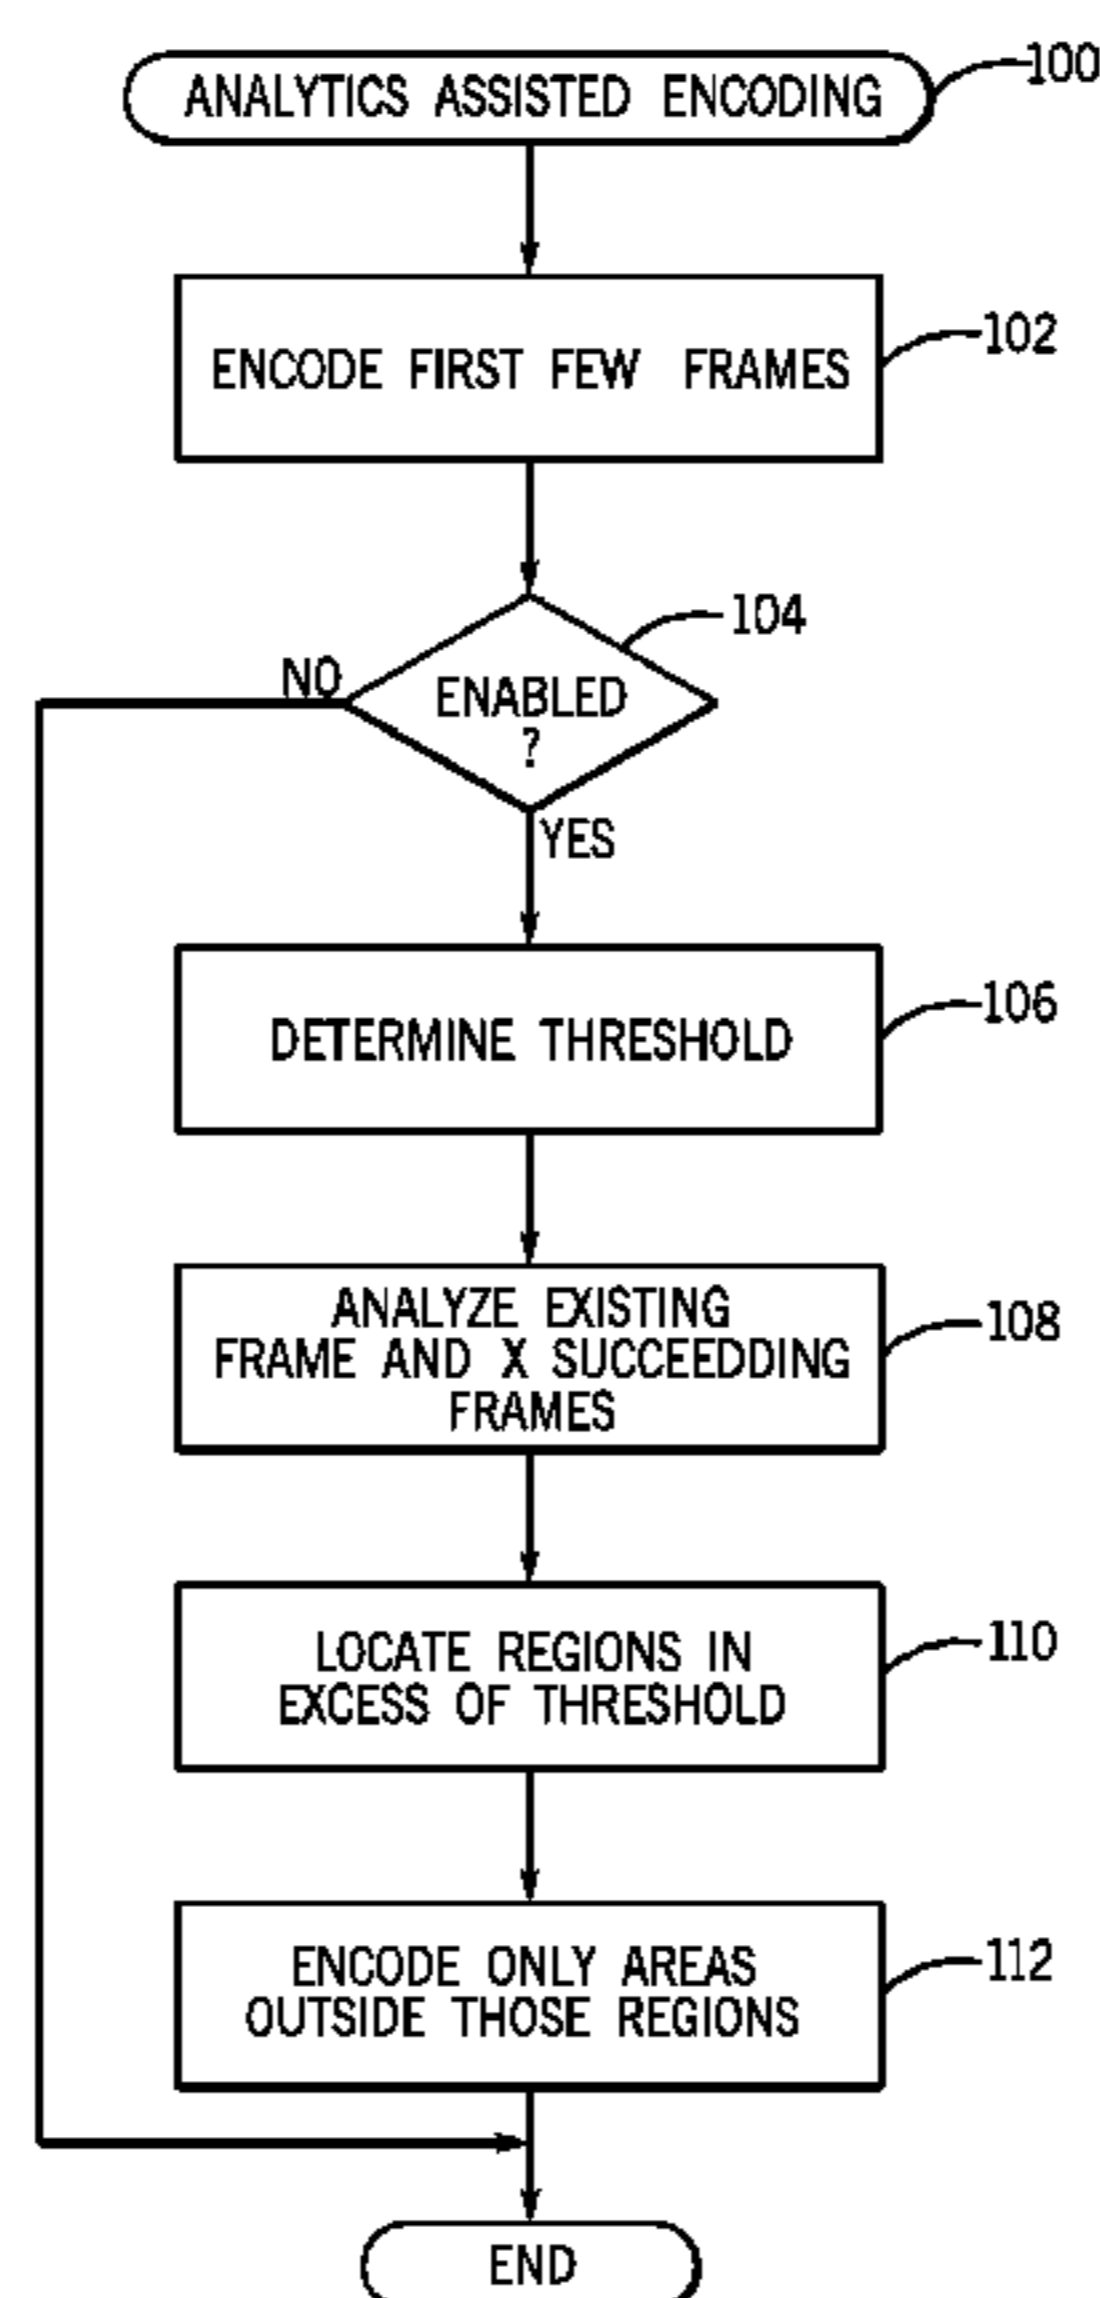 ANALYTICS ASSISTED ENCODING
100
ENCODE FIRST FEW FRAMES
102
104
NO
ENABLED
?
YES
DETERMINE THRESHOLD
106
ANALYZE EXISTING
FRAME AND X SUCCEEDDING
FRAMES
108
LOCATE REGIONS IN
EXCESS OF THRESHOLD
110
ENCODE ONLY AREAS
OUTSIDE THOSE REGIONS
112
END